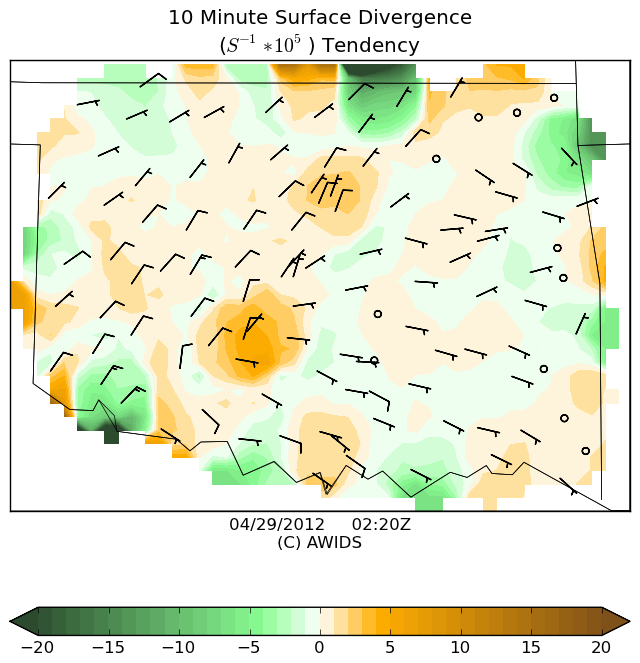 10 Minute Surface Divergence
(S⁻¹ * 10⁵ ) Tendency
04/29/2012 02:20Z
(C) AWIDS
−20 −15 −10 −5 0 5 10 15 20